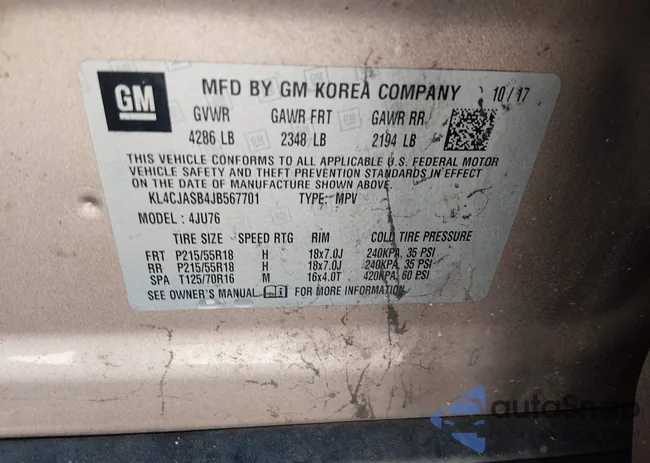 GM
MFD BY GM KOREA COMPANY 10/17
GVWR GAWR FRT GAWR RR
4286 LB 2348 LB 2194 LB
THIS VEHICLE CONFORMS TO ALL APPLICABLE U.S. FEDERAL MOTOR
VEHICLE SAFETY AND THEFT PREVENTION STANDARDS IN EFFECT
ON THE DATE OF MANUFACTURE SHOWN ABOVE.
KL4CJASB4JB567701 TYPE: MPV
MODEL: 4JU76
TIRE SIZE SPEED RTG RIM COLD TIRE PRESSURE
FRT P215/55R18 H 18x7.0J 240KPA, 35 PSI
RR P215/55R18 H 18x7.0J 240KPA, 35 PSI
SPA T125/70R16 M 16x4.0T 420KPA, 60 PSI
SEE OWNER'S MANUAL FOR MORE INFORMATION
autoSnap